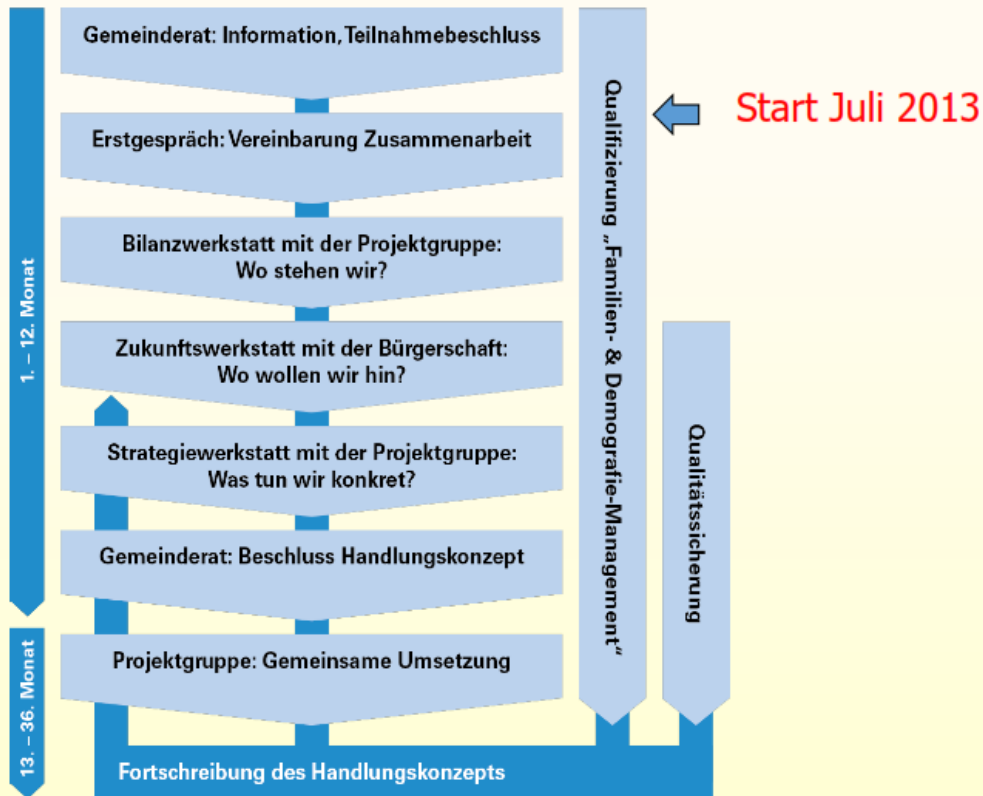 Gemeinderat: Information, Teilnahmebeschluss
Start Juli 2013
Erstgespräch: Vereinbarung Zusammenarbeit
Bilanzwerkstatt mit der Projektgruppe:
Wo stehen wir?
Zukunftswerkstatt mit der Bürgerschaft:
Wo wollen wir hin?
Strategiewerkstatt mit der Projektgruppe:
Was tun wir konkret?
Gemeinderat: Beschluss Handlungskonzept
Projektgruppe: Gemeinsame Umsetzung
Fortschreibung des Handlungskonzepts
1. – 12. Monat
13. – 36. Monat
Qualifizierung „Familien- & Demografie-Management“
Qualitätssicherung